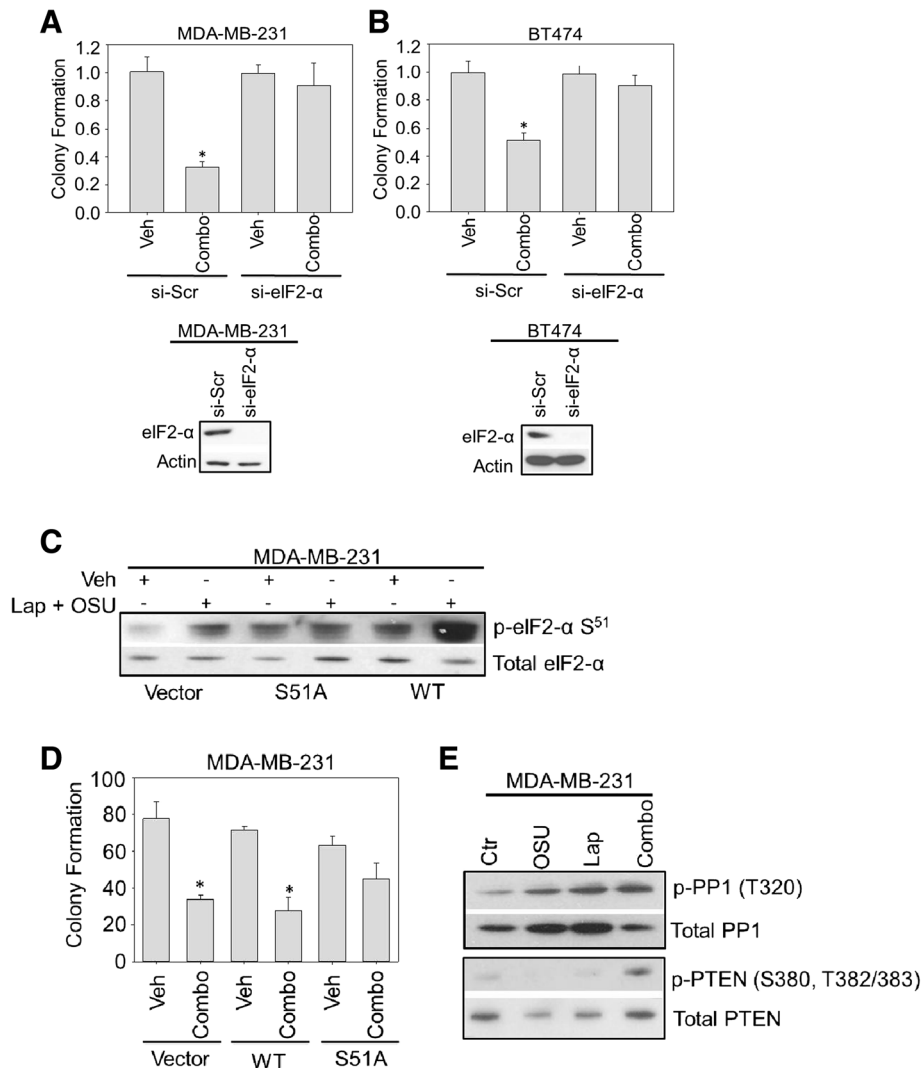 A
MDA-MB-231
Colony Formation
1.2
1.0
0.8
0.6
0.4
0.2
0.0
*
Veh
Combo
Veh
Combo
si-Scr
si-eIF2-α
MDA-MB-231
si-Scr
si-eIF2-α
eIF2-α
Actin
B
BT474
Colony Formation
1.2
1.0
0.8
0.6
0.4
0.2
0.0
*
Veh
Combo
Veh
Combo
si-Scr
si-eIF2-α
BT474
si-Scr
si-eIF2-α
eIF2-α
Actin
C
MDA-MB-231
Veh + - + - + -
Lap + OSU - + - + - +
p-eIF2-α S⁵¹
Total eIF2-α
Vector S51A WT
D
MDA-MB-231
Colony Formation
100
80
60
40
20
0
*
*
Veh
Combo
Veh
Combo
Veh
Combo
Vector
WT
S51A
E
MDA-MB-231
Ctr
OSU
Lap
Combo
p-PP1 (T320)
Total PP1
p-PTEN (S380, T382/383)
Total PTEN